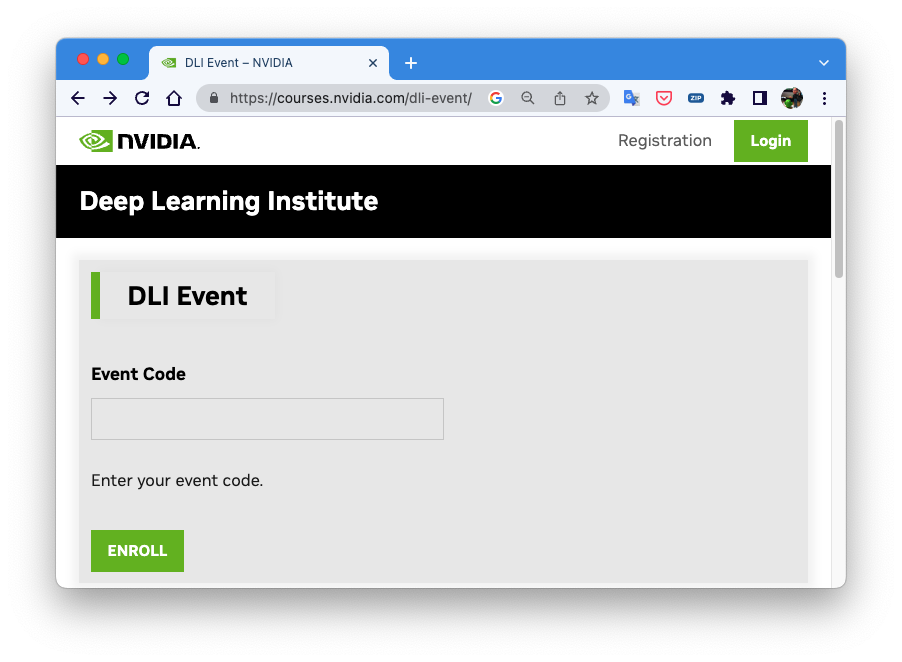 DLI Event – NVIDIA
https://courses.nvidia.com/dli-event/
ZIP
NVIDIA.
Registration
Login
Deep Learning Institute
DLI Event
Event Code
Enter your event code.
ENROLL